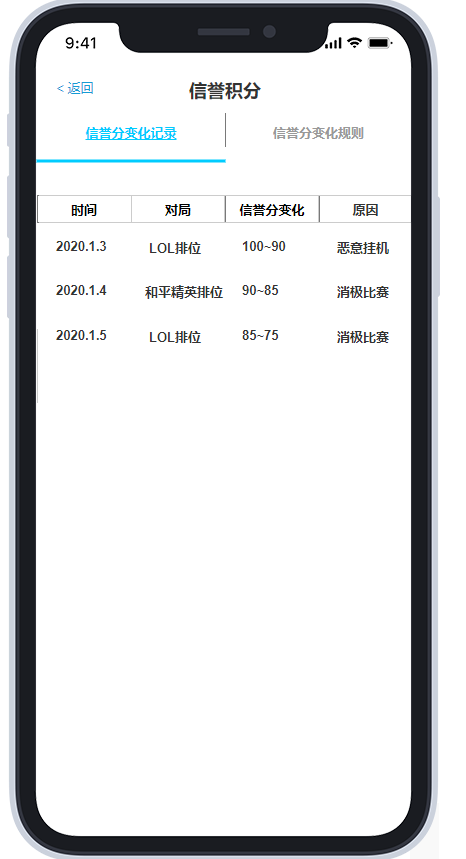 9:41
< 返回 信誉积分
信誉分变化记录 信誉分变化规则
时间 对局 信誉分变化 原因
2020.1.3 LOL排位 100~90 恶意挂机
2020.1.4 和平精英排位 90~85 消极比赛
2020.1.5 LOL排位 85~75 消极比赛